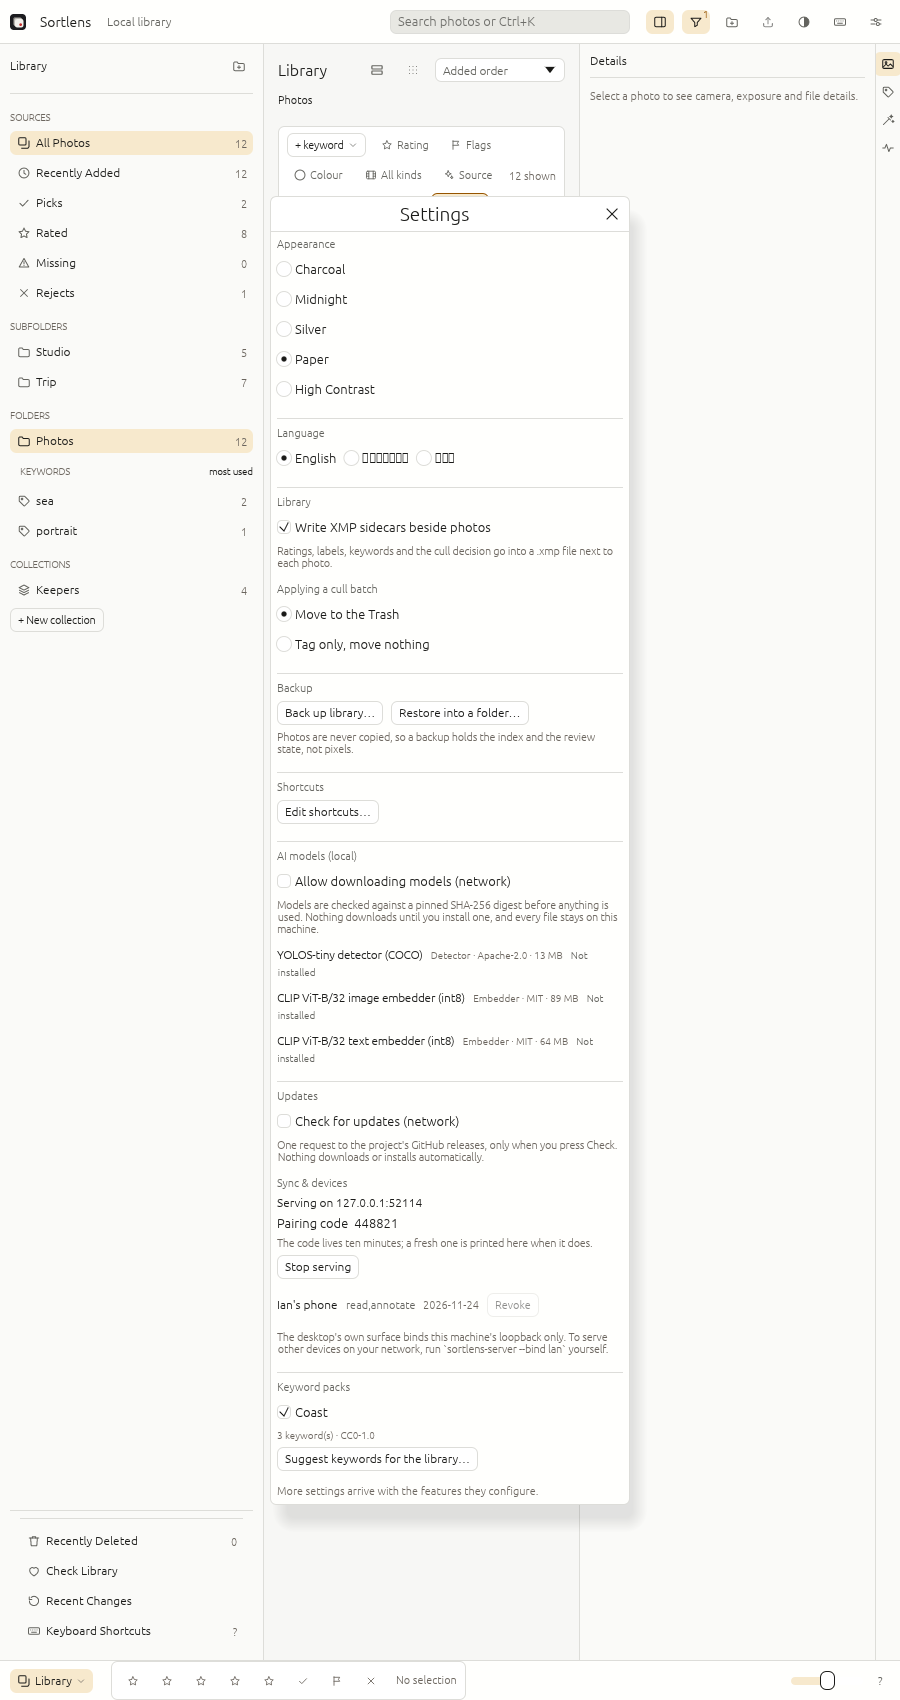 Sortlens
Local library
Search photos or Ctrl+K
1
Library
SOURCES
All Photos 12
Recently Added 12
Picks 2
Rated 8
Missing 0
Rejects 1
SUBFOLDERS
Studio 5
Trip 7
FOLDERS
Photos 12
KEYWORDS most used
sea 2
portrait 1
COLLECTIONS
Keepers 4
+ New collection
Recently Deleted 0
Check Library
Recent Changes
Keyboard Shortcuts ?
Library
Added order
Photos
+ keyword
Rating
Flags
Colour
All kinds
Source
12 shown
Settings
Appearance
Charcoal
Midnight
Silver
Paper
High Contrast
Language
English
Library
Write XMP sidecars beside photos
Ratings, labels, keywords and the cull decision go into a .xmp file next to
each photo.
Applying a cull batch
Move to the Trash
Tag only, move nothing
Backup
Back up library…
Restore into a folder…
Photos are never copied, so a backup holds the index and the review
state, not pixels.
Shortcuts
Edit shortcuts…
AI models (local)
Allow downloading models (network)
Models are checked against a pinned SHA-256 digest before anything is
used. Nothing downloads until you install one, and every file stays on this
machine.
YOLOS-tiny detector (COCO) Detector · Apache-2.0 · 13 MB Not
installed
CLIP ViT-B/32 image embedder (int8) Embedder · MIT · 89 MB Not
installed
CLIP ViT-B/32 text embedder (int8) Embedder · MIT · 64 MB Not
installed
Updates
Check for updates (network)
One request to the project's GitHub releases, only when you press Check.
Nothing downloads or installs automatically.
Sync & devices
Serving on 127.0.0.1:52114
Pairing code 448821
The code lives ten minutes; a fresh one is printed here when it does.
Stop serving
Ian's phone read,annotate 2026-11-24 Revoke
The desktop's own surface binds this machine's loopback only. To serve
other devices on your network, run `sortlens-server --bind lan` yourself.
Keyword packs
Coast
3 keyword(s) · CC0-1.0
Suggest keywords for the library…
More settings arrive with the features they configure.
Details
Select a photo to see camera, exposure and file details.
Library
No selection
?